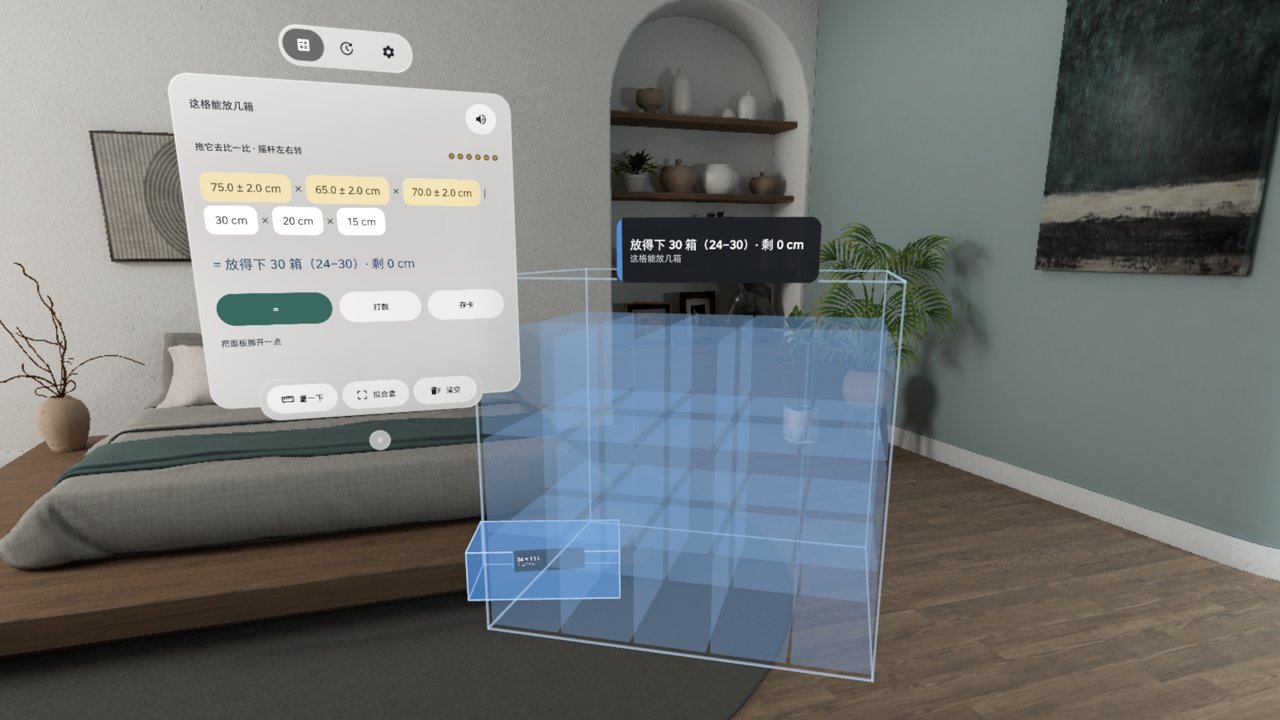 这格能放几箱
拖它去比一比 · 摇杆左右转
75.0 ± 2.0 cm × 65.0 ± 2.0 cm × 70.0 ± 2.0 cm |
30 cm × 20 cm × 15 cm
= 放得下 30 箱（24–30）· 剩 0 cm
= 打数 存卡
把面板挪开一点
量一下 拟合盒 清空
放得下 30 箱（24–30）· 剩 0 cm
这格能放几箱